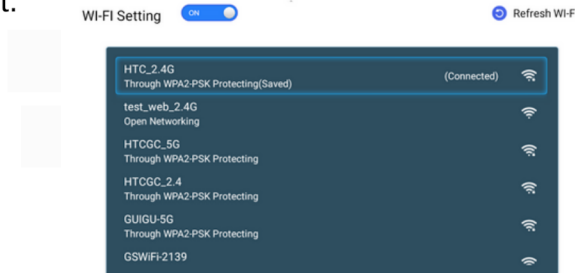 t.
WI-FI Setting ON Refresh WI-F
HTC_2.4G
Through WPA2-PSK Protecting(Saved) (Connected)
test_web_2.4G
Open Networking
HTCGC_5G
Through WPA2-PSK Protecting
HTCGC_2.4
Through WPA2-PSK Protecting
GUIGU-5G
Through WPA2-PSK Protecting
GSWiFi-2139